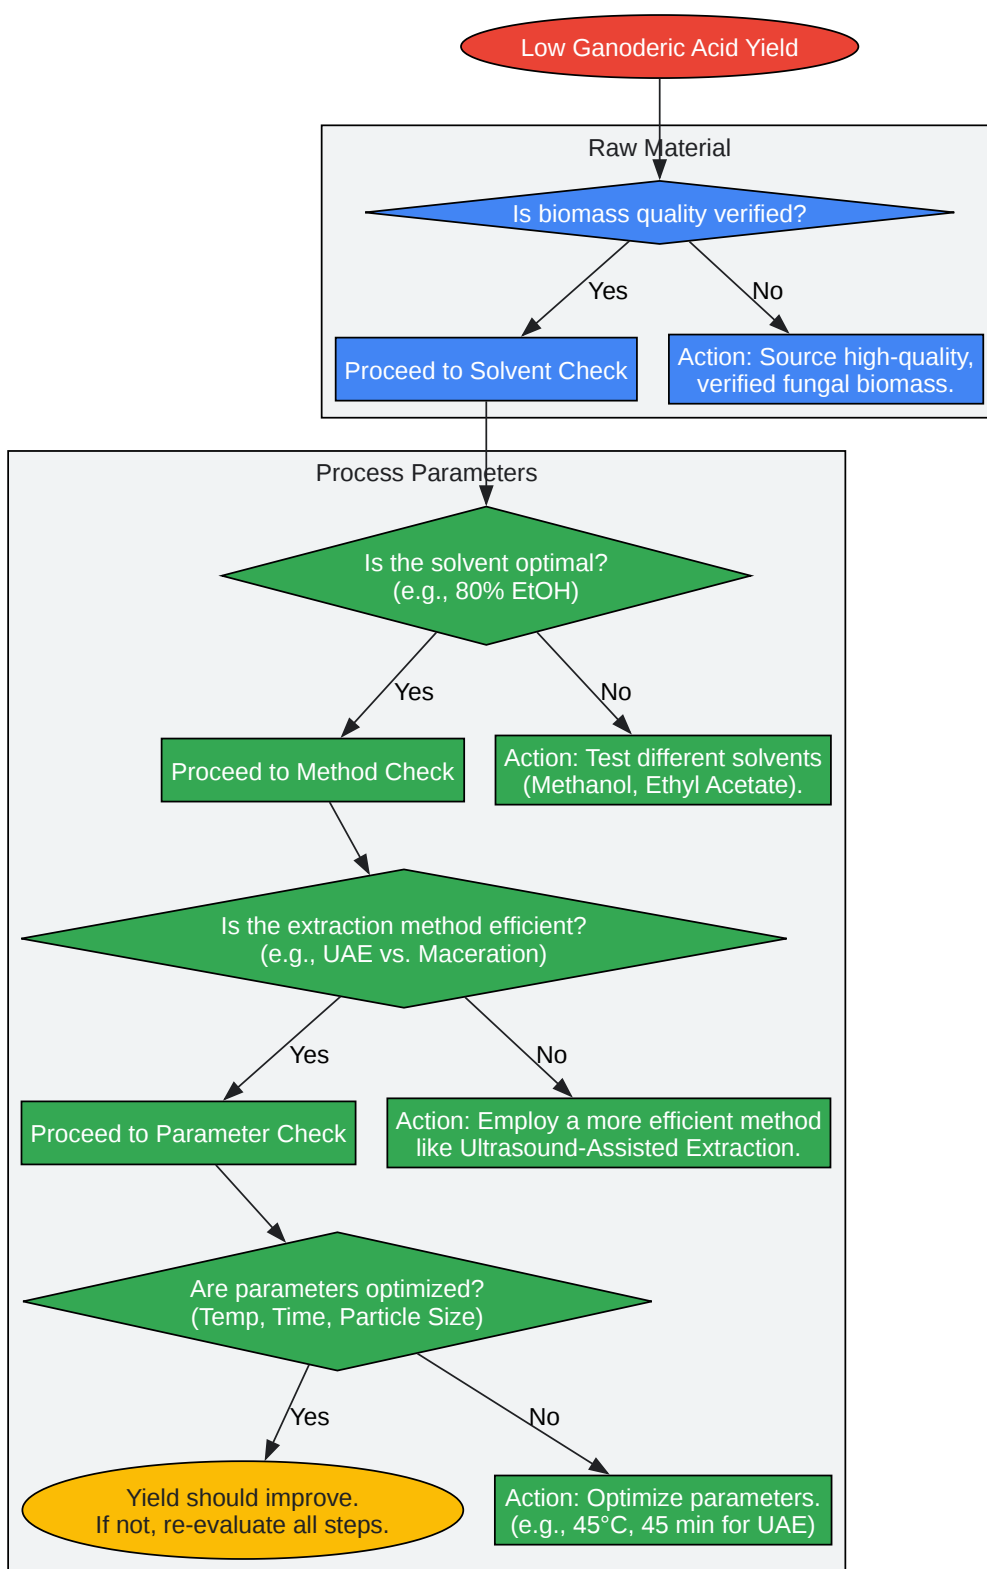 Low Ganoderic Acid Yield
Raw Material
Is biomass quality verified?
Yes
No
Proceed to Solvent Check
Action: Source high-quality,
verified fungal biomass.
Process Parameters
Is the solvent optimal?
(e.g., 80% EtOH)
Yes
No
Proceed to Method Check
Action: Test different solvents
(Methanol, Ethyl Acetate).
Is the extraction method efficient?
(e.g., UAE vs. Maceration)
Yes
No
Proceed to Parameter Check
Action: Employ a more efficient method
like Ultrasound-Assisted Extraction.
Are parameters optimized?
(Temp, Time, Particle Size)
Yes
No
Yield should improve.
If not, re-evaluate all steps.
Action: Optimize parameters.
(e.g., 45°C, 45 min for UAE)